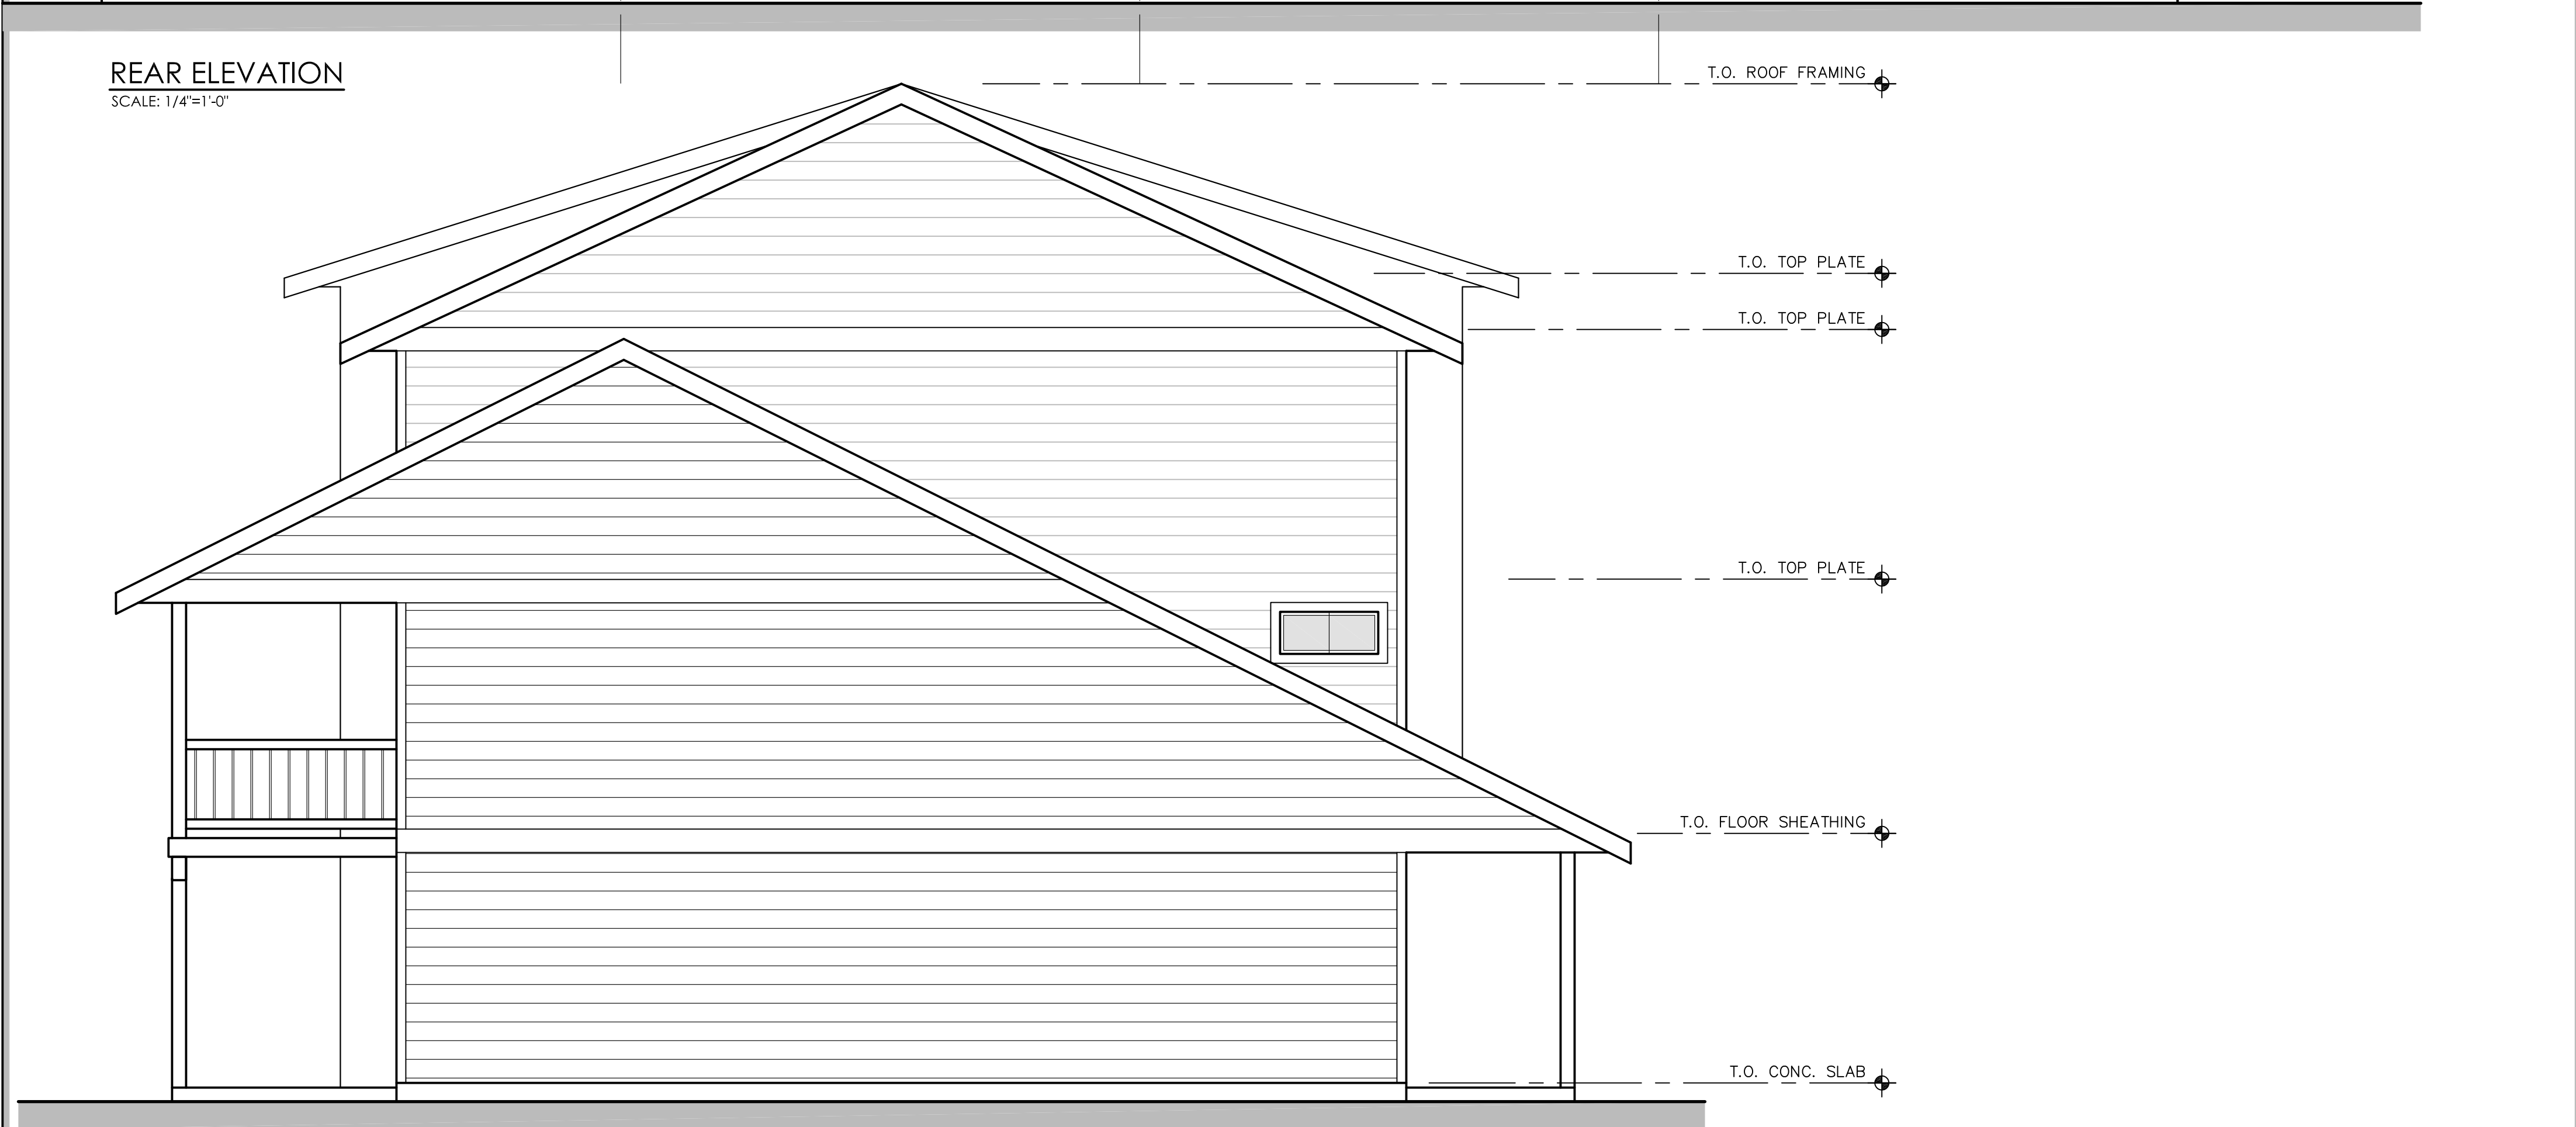 REAR ELEVATION
SCALE: 1/4"=1'-0"
T.O. ROOF FRAMING
T.O. TOP PLATE
T.O. TOP PLATE
T.O. TOP PLATE
T.O. FLOOR SHEATHING
T.O. CONC. SLAB